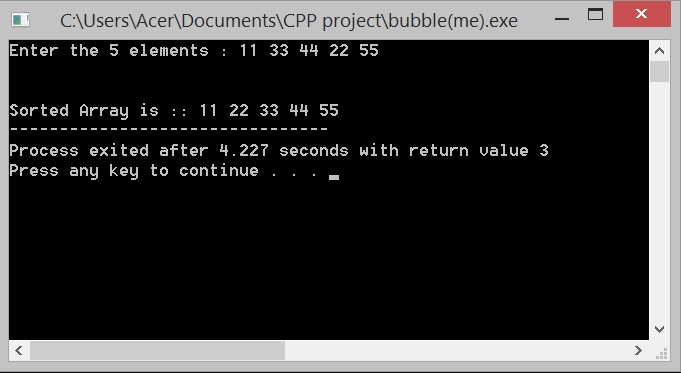 C:\Users\Acer\Documents\CPP project\bubble(me).exe
Enter the 5 elements : 11 33 44 22 55
Sorted Array is :: 11 22 33 44 55
--------------------------------
Process exited after 4.227 seconds with return value 3
Press any key to continue . . .